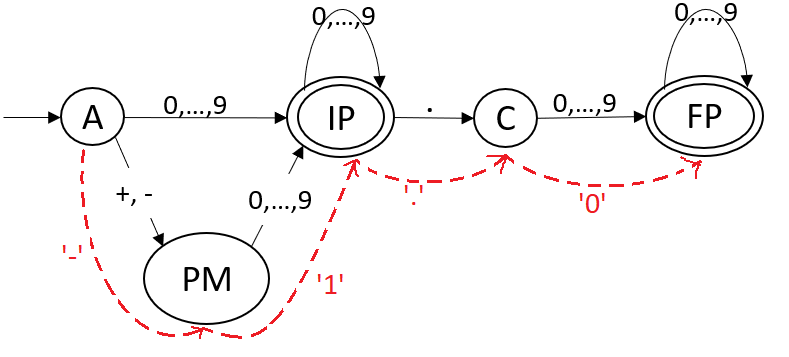 0,...,9
0,...,9
A
0,...,9
IP
.
C
0,...,9
FP
+, -
0,...,9
'.'
'0'
'-'
PM
'1'